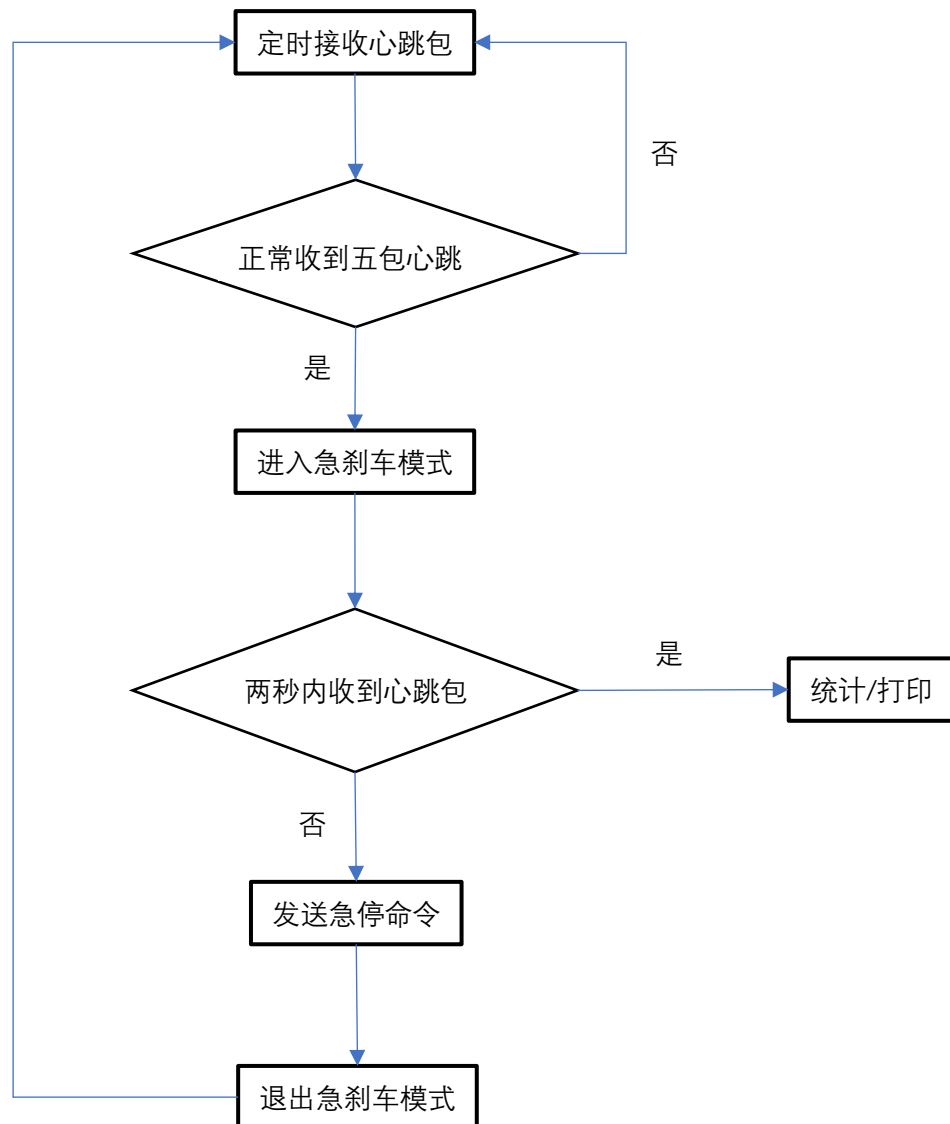 定时接收心跳包
否
正常收到五包心跳
是
进入急刹车模式
是
两秒内收到心跳包
统计/打印
否
发送急停命令
退出急刹车模式